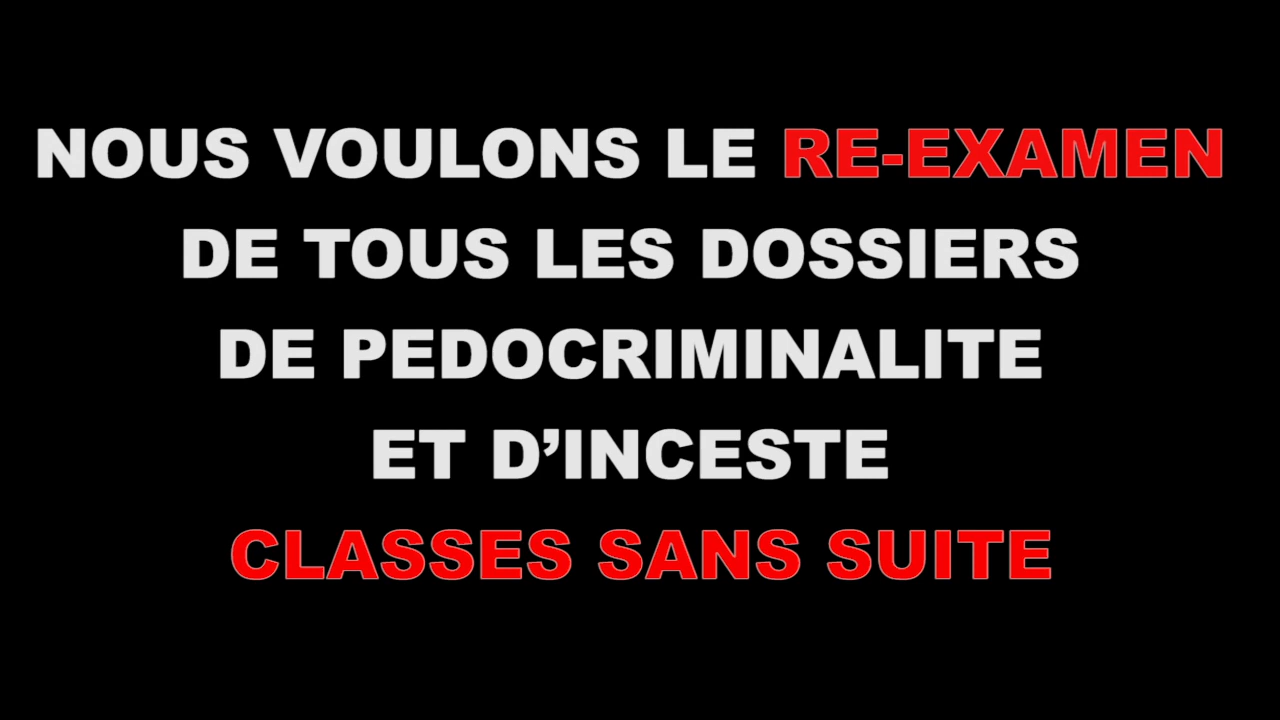 NOUS VOULONS LE RE-EXAMEN
DE TOUS LES DOSSIERS
DE PEDOCRIMINALITE
ET D’INCESTE
CLASSES SANS SUITE